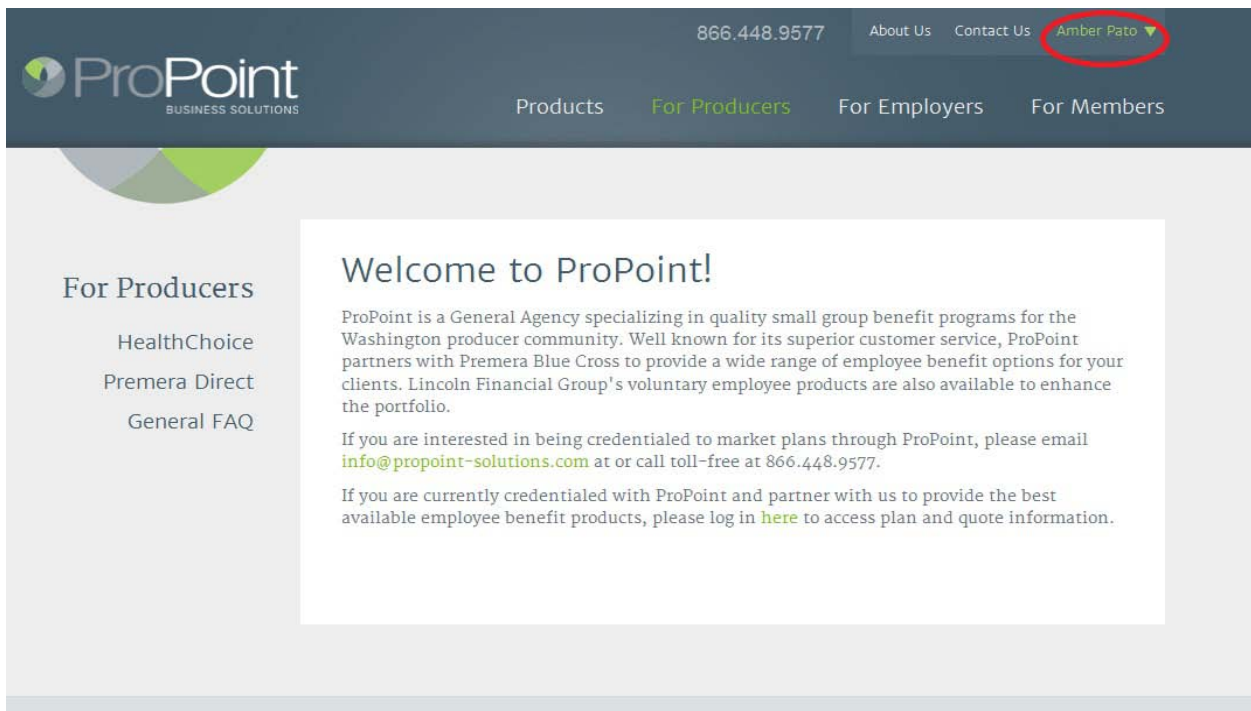 866.448.9577 About Us Contact Us Amber Pato ▼
ProPoint
BUSINESS SOLUTIONS
Products For Producers For Employers For Members
For Producers
HealthChoice
Premera Direct
General FAQ
Welcome to ProPoint!
ProPoint is a General Agency specializing in quality small group benefit programs for the
Washington producer community. Well known for its superior customer service, ProPoint
partners with Premera Blue Cross to provide a wide range of employee benefit options for your
clients. Lincoln Financial Group's voluntary employee products are also available to enhance
the portfolio.
If you are interested in being credentialed to market plans through ProPoint, please email
info@propoint-solutions.com at or call toll-free at 866.448.9577.
If you are currently credentialed with ProPoint and partner with us to provide the best
available employee benefit products, please log in here to access plan and quote information.